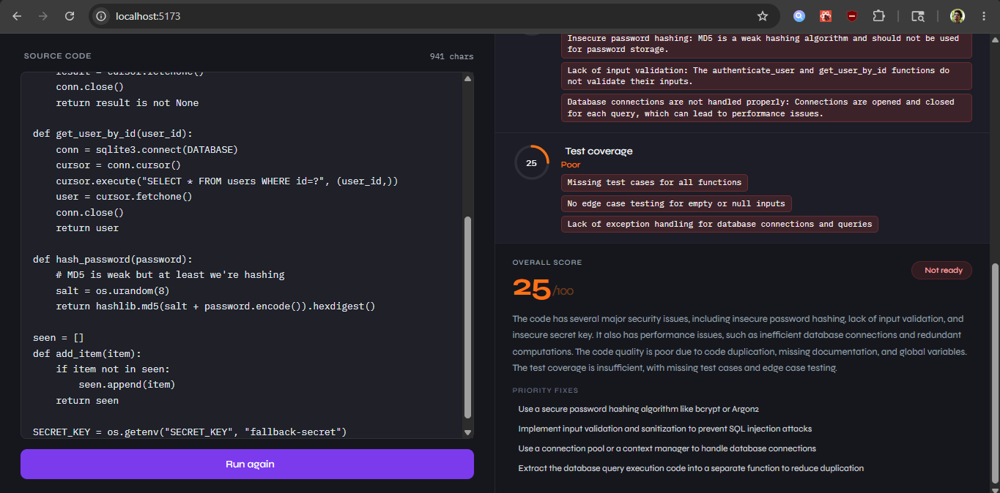 localhost:5173
SOURCE CODE
941 chars
result = cursor.fetchone()
conn.close()
return result is not None
def get_user_by_id(user_id):
conn = sqlite3.connect(DATABASE)
cursor = conn.cursor()
cursor.execute("SELECT * FROM users WHERE id=?", (user_id,))
user = cursor.fetchone()
conn.close()
return user
def hash_password(password):
# MD5 is weak but at least we're hashing
salt = os.urandom(8)
return hashlib.md5(salt + password.encode()).hexdigest()
seen = []
def add_item(item):
if item not in seen:
seen.append(item)
return seen
SECRET_KEY = os.getenv("SECRET_KEY", "fallback-secret")
Run again
Insecure password hashing: MD5 is a weak hashing algorithm and should not be used
for password storage.
Lack of input validation: The authenticate_user and get_user_by_id functions do
not validate their inputs.
Database connections are not handled properly: Connections are opened and closed
for each query, which can lead to performance issues.
25
Test coverage
Poor
Missing test cases for all functions
No edge case testing for empty or null inputs
Lack of exception handling for database connections and queries
OVERALL SCORE
Not ready
25/100
The code has several major security issues, including insecure password hashing, lack of input validation, and
insecure secret key. It also has performance issues, such as inefficient database connections and redundant
computations. The code quality is poor due to code duplication, missing documentation, and global variables.
The test coverage is insufficient, with missing test cases and edge case testing.
PRIORITY FIXES
Use a secure password hashing algorithm like bcrypt or Argon2
Implement input validation and sanitization to prevent SQL injection attacks
Use a connection pool or a context manager to handle database connections
Extract the database query execution code into a separate function to reduce duplication